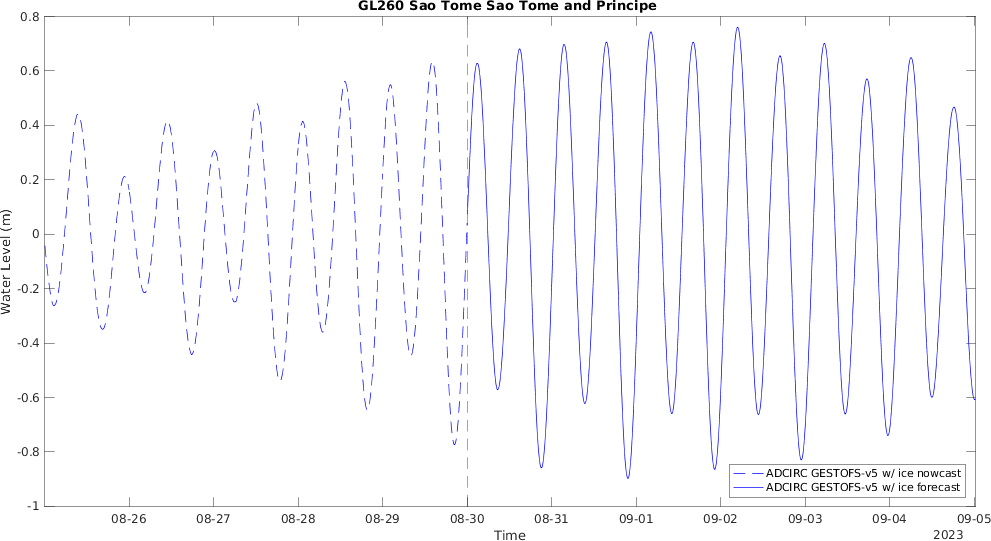 GL260 Sao Tome Sao Tome and Principe
Water Level (m)
0.8
0.6
0.4
0.2
0
-0.2
-0.4
-0.6
-0.8
-1
ADCIRC GESTOFS-v5 w/ ice nowcast
ADCIRC GESTOFS-v5 w/ ice forecast
08-26 08-27 08-28 08-29 08-30 08-31 09-01 09-02 09-03 09-04 09-05
Time
2023